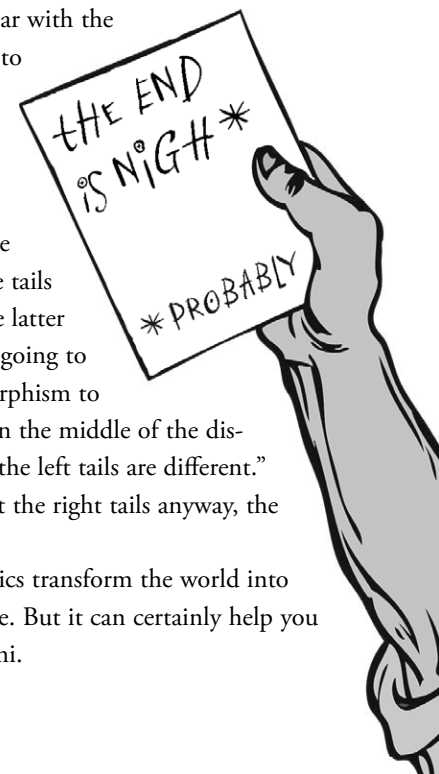 ar with the
to
THE END
iS NiGH*
*PROBABLY
e
e tails
e latter
going to
rphism to
n the middle of the dis-
the left tails are different.”
t the right tails anyway, the
ics transform the world into
e. But it can certainly help you
ni.